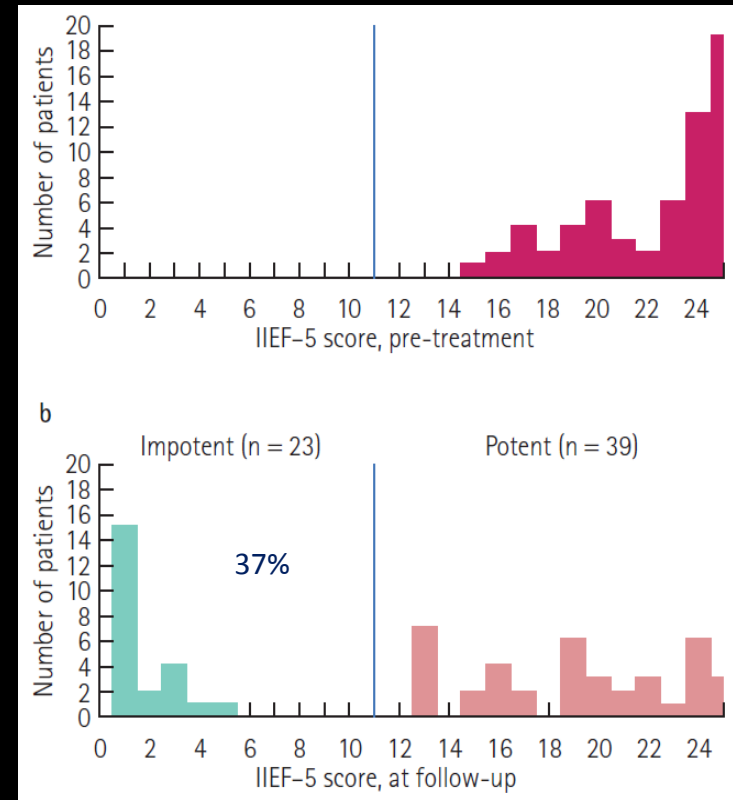 20
18
16
14
12
10
8
6
4
2
0
Number of patients
0 2 4 6 8 10 12 14 16 18 20 22 24
IIEF–5 score, pre-treatment
b
Impotent (n = 23) Potent (n = 39)
20
18
16
14
12
10
8
6
4
2
0
Number of patients
37%
0 2 4 6 8 10 12 14 16 18 20 22 24
IIEF–5 score, at follow-up